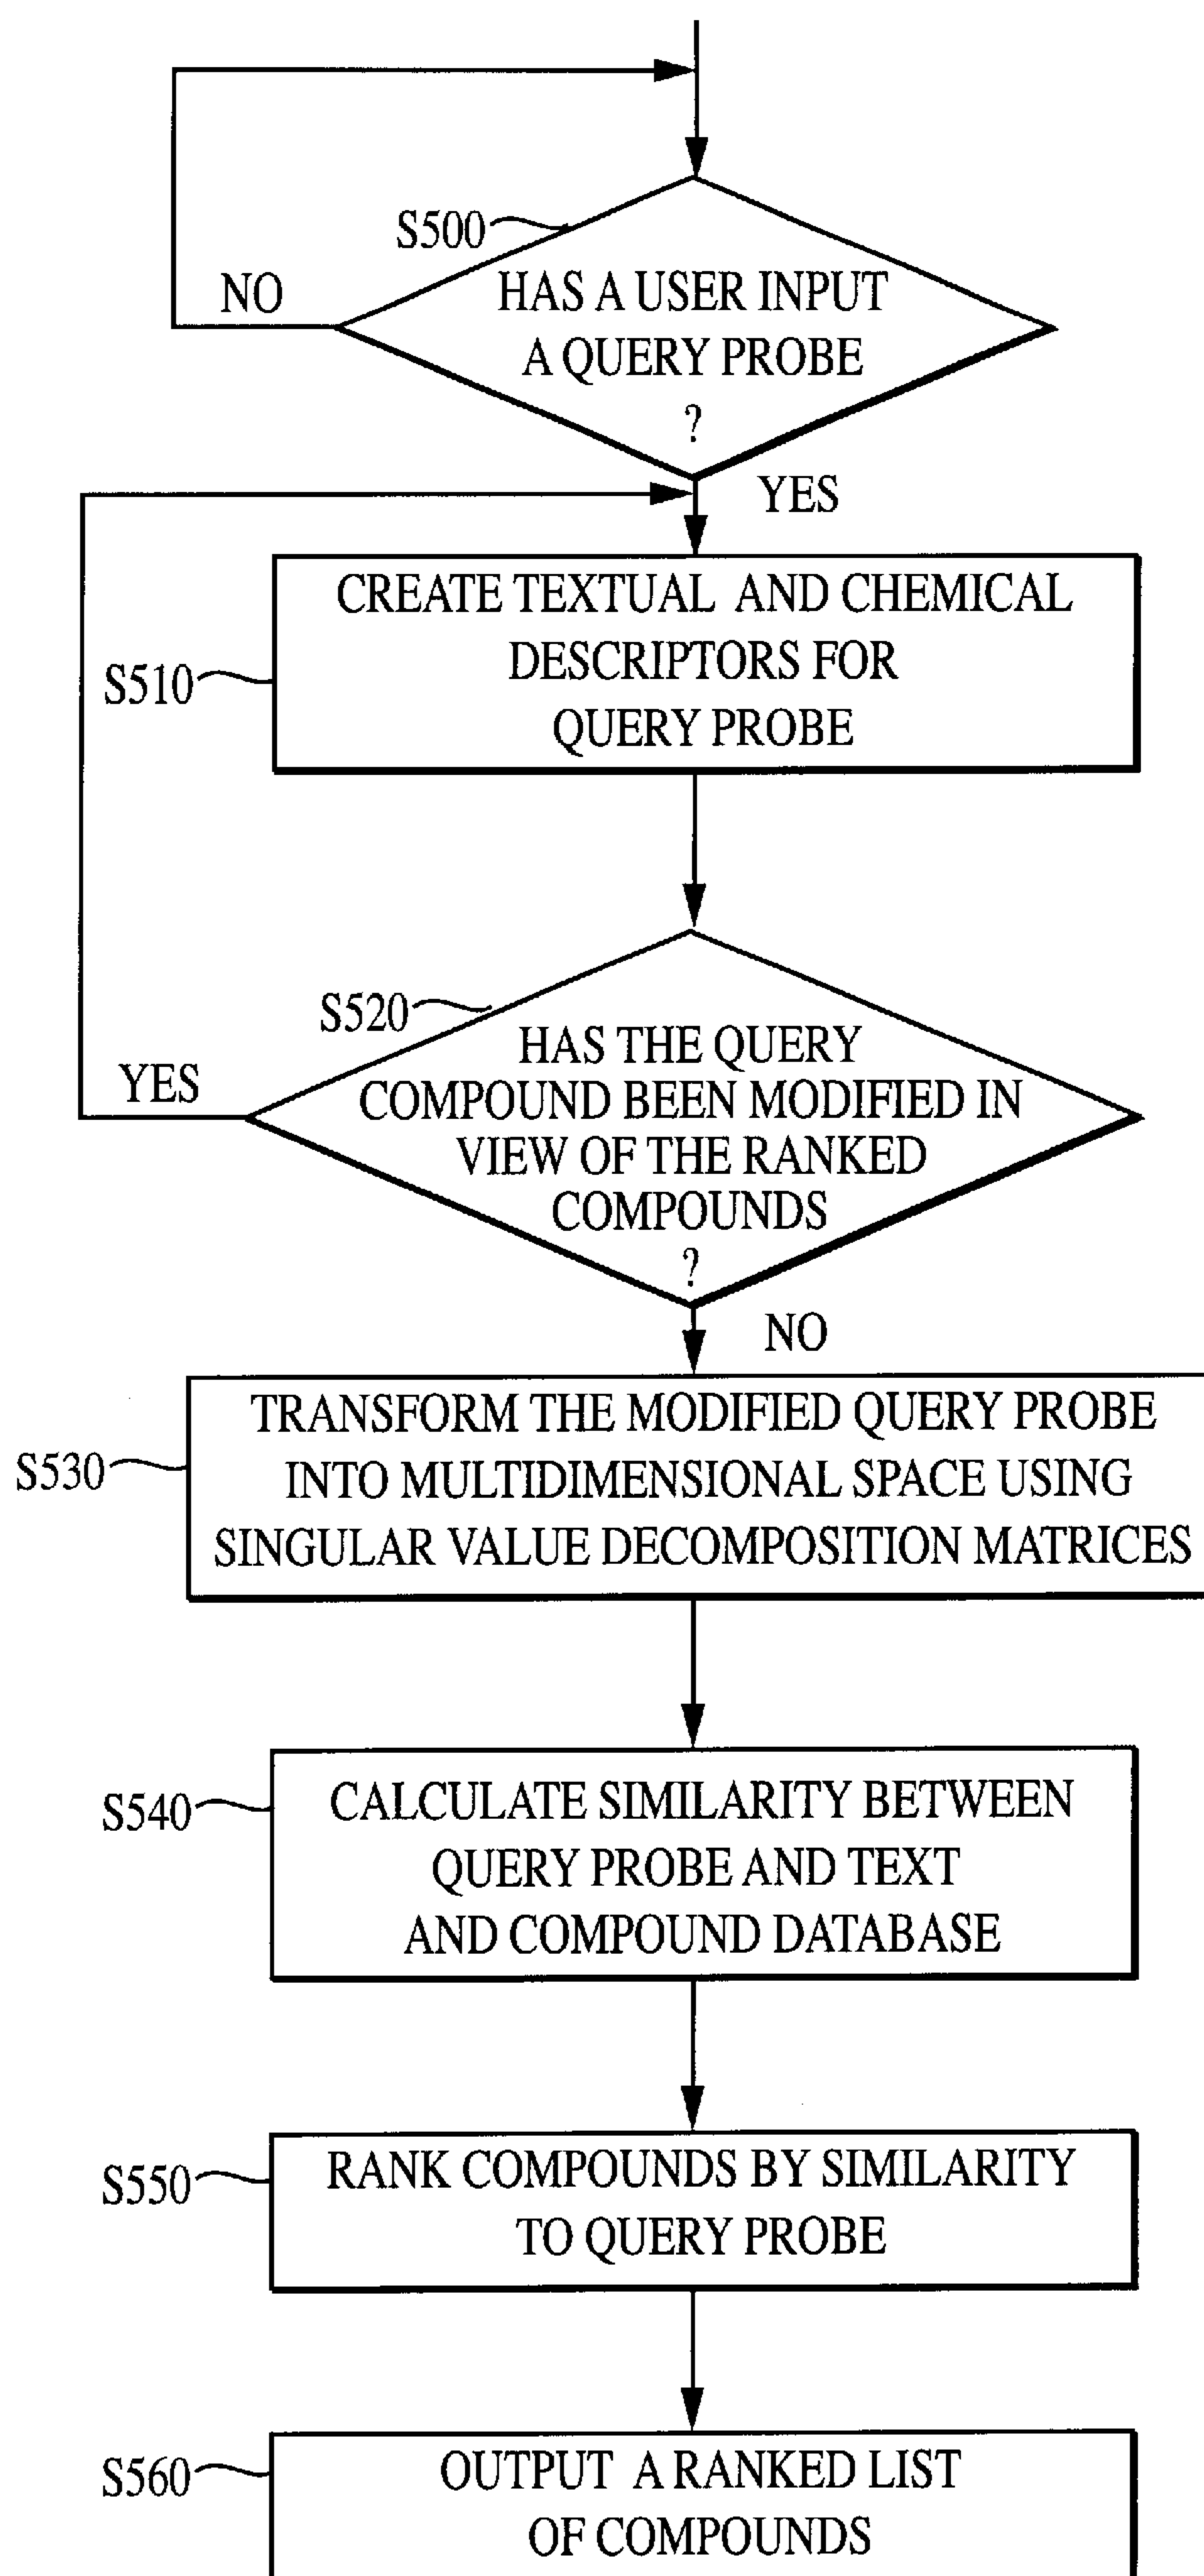 S500
HAS A USER INPUT
A QUERY PROBE
?
NO
YES
CREATE TEXTUAL AND CHEMICAL
DESCRIPTORS FOR
QUERY PROBE
S510
S520
HAS THE QUERY
COMPOUND BEEN MODIFIED IN
VIEW OF THE RANKED
COMPOUNDS
?
YES
NO
TRANSFORM THE MODIFIED QUERY PROBE
INTO MULTIDIMENSIONAL SPACE USING
SINGULAR VALUE DECOMPOSITION MATRICES
S530
CALCULATE SIMILARITY BETWEEN
QUERY PROBE AND TEXT
AND COMPOUND DATABASE
S540
RANK COMPOUNDS BY SIMILARITY
TO QUERY PROBE
S550
OUTPUT A RANKED LIST
OF COMPOUNDS
S560